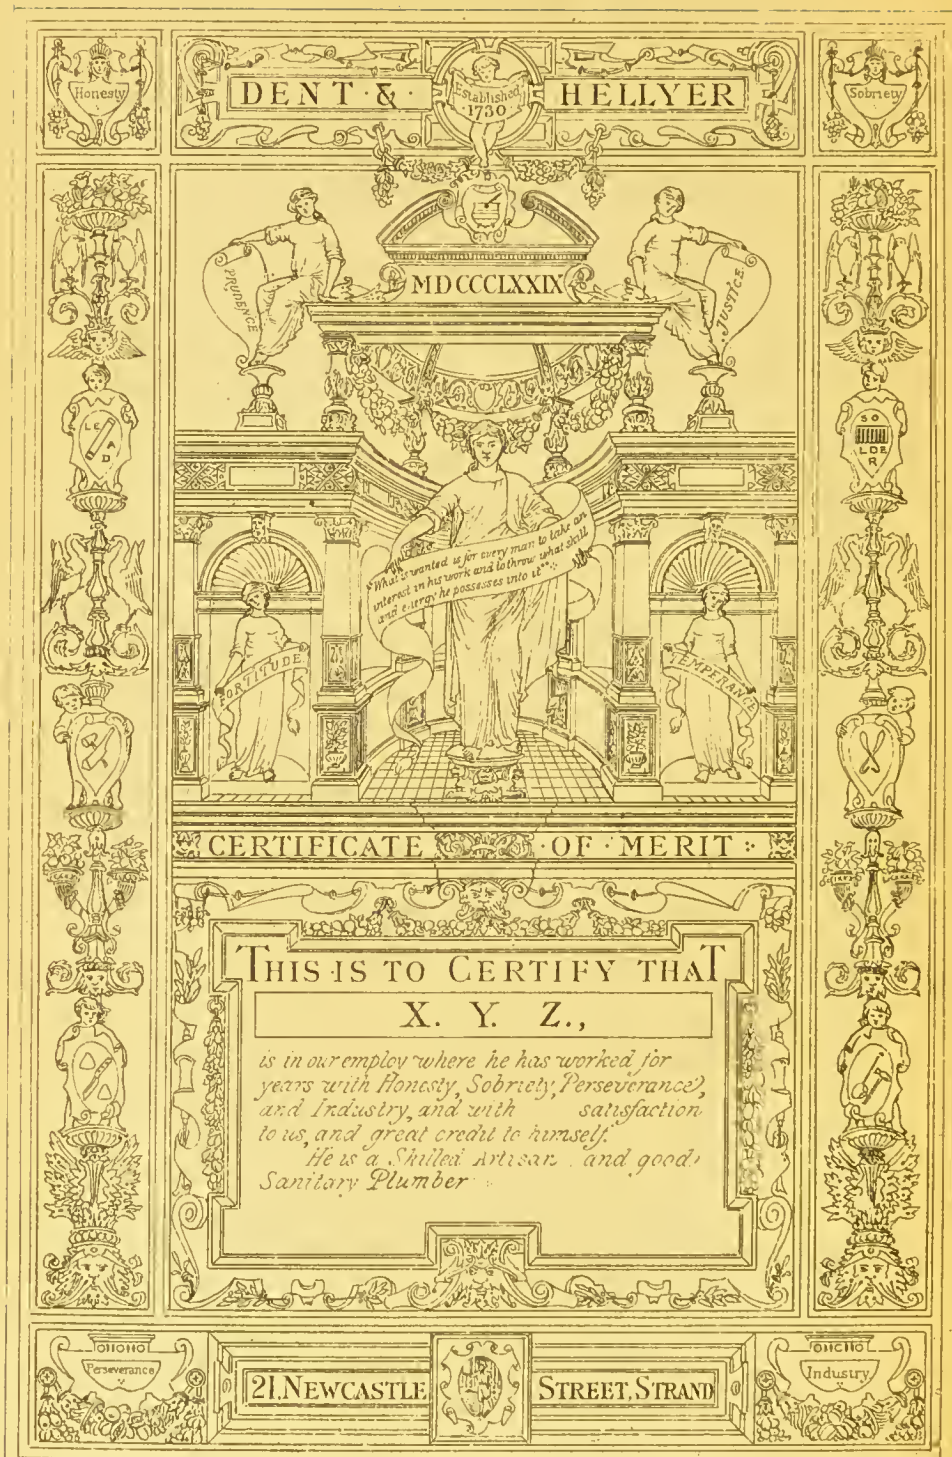 Honesty
DENT · & · HELLYER
Established
· 1730 ·
Sobriety
PRUDENCE
MDCCCLXXIX
JUSTICE
LE
A
D
SO
LDE
R
"What is wanted is for every man to take an
interest in his work and to throw what skill
and energy he possesses into it"
FORTITUDE
TEMPERANCE
CERTIFICATE · OF · MERIT
THIS · IS TO CERTIFY THAT
X. Y. Z.,
is in our employ where he has worked for
years with Honesty, Sobriety, Perseverance,
and Industry, and with satisfaction
to us, and great credit to himself.
He is a Skilled Artisan and good
Sanitary Plumber
Perseverance
21, NEWCASTLE STREET, STRAND
Industry